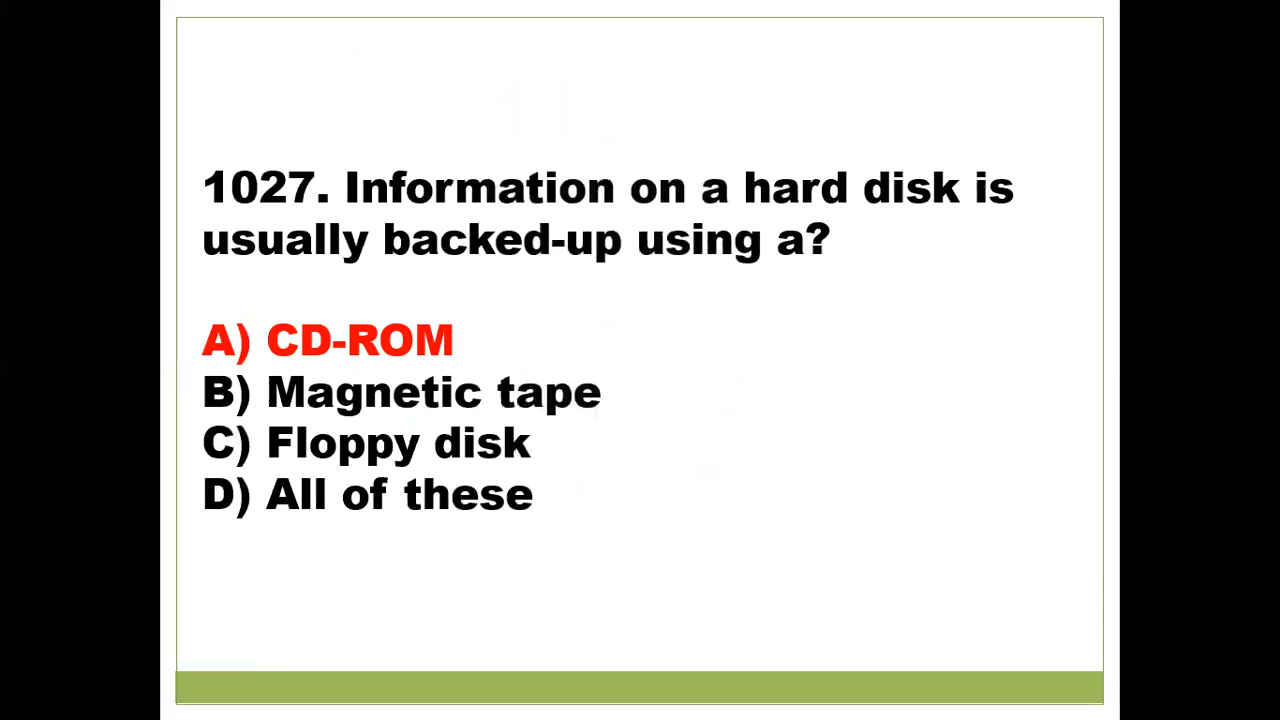 1027. Information on a hard disk is
usually backed-up using a?
A) CD-ROM
B) Magnetic tape
C) Floppy disk
D) All of these